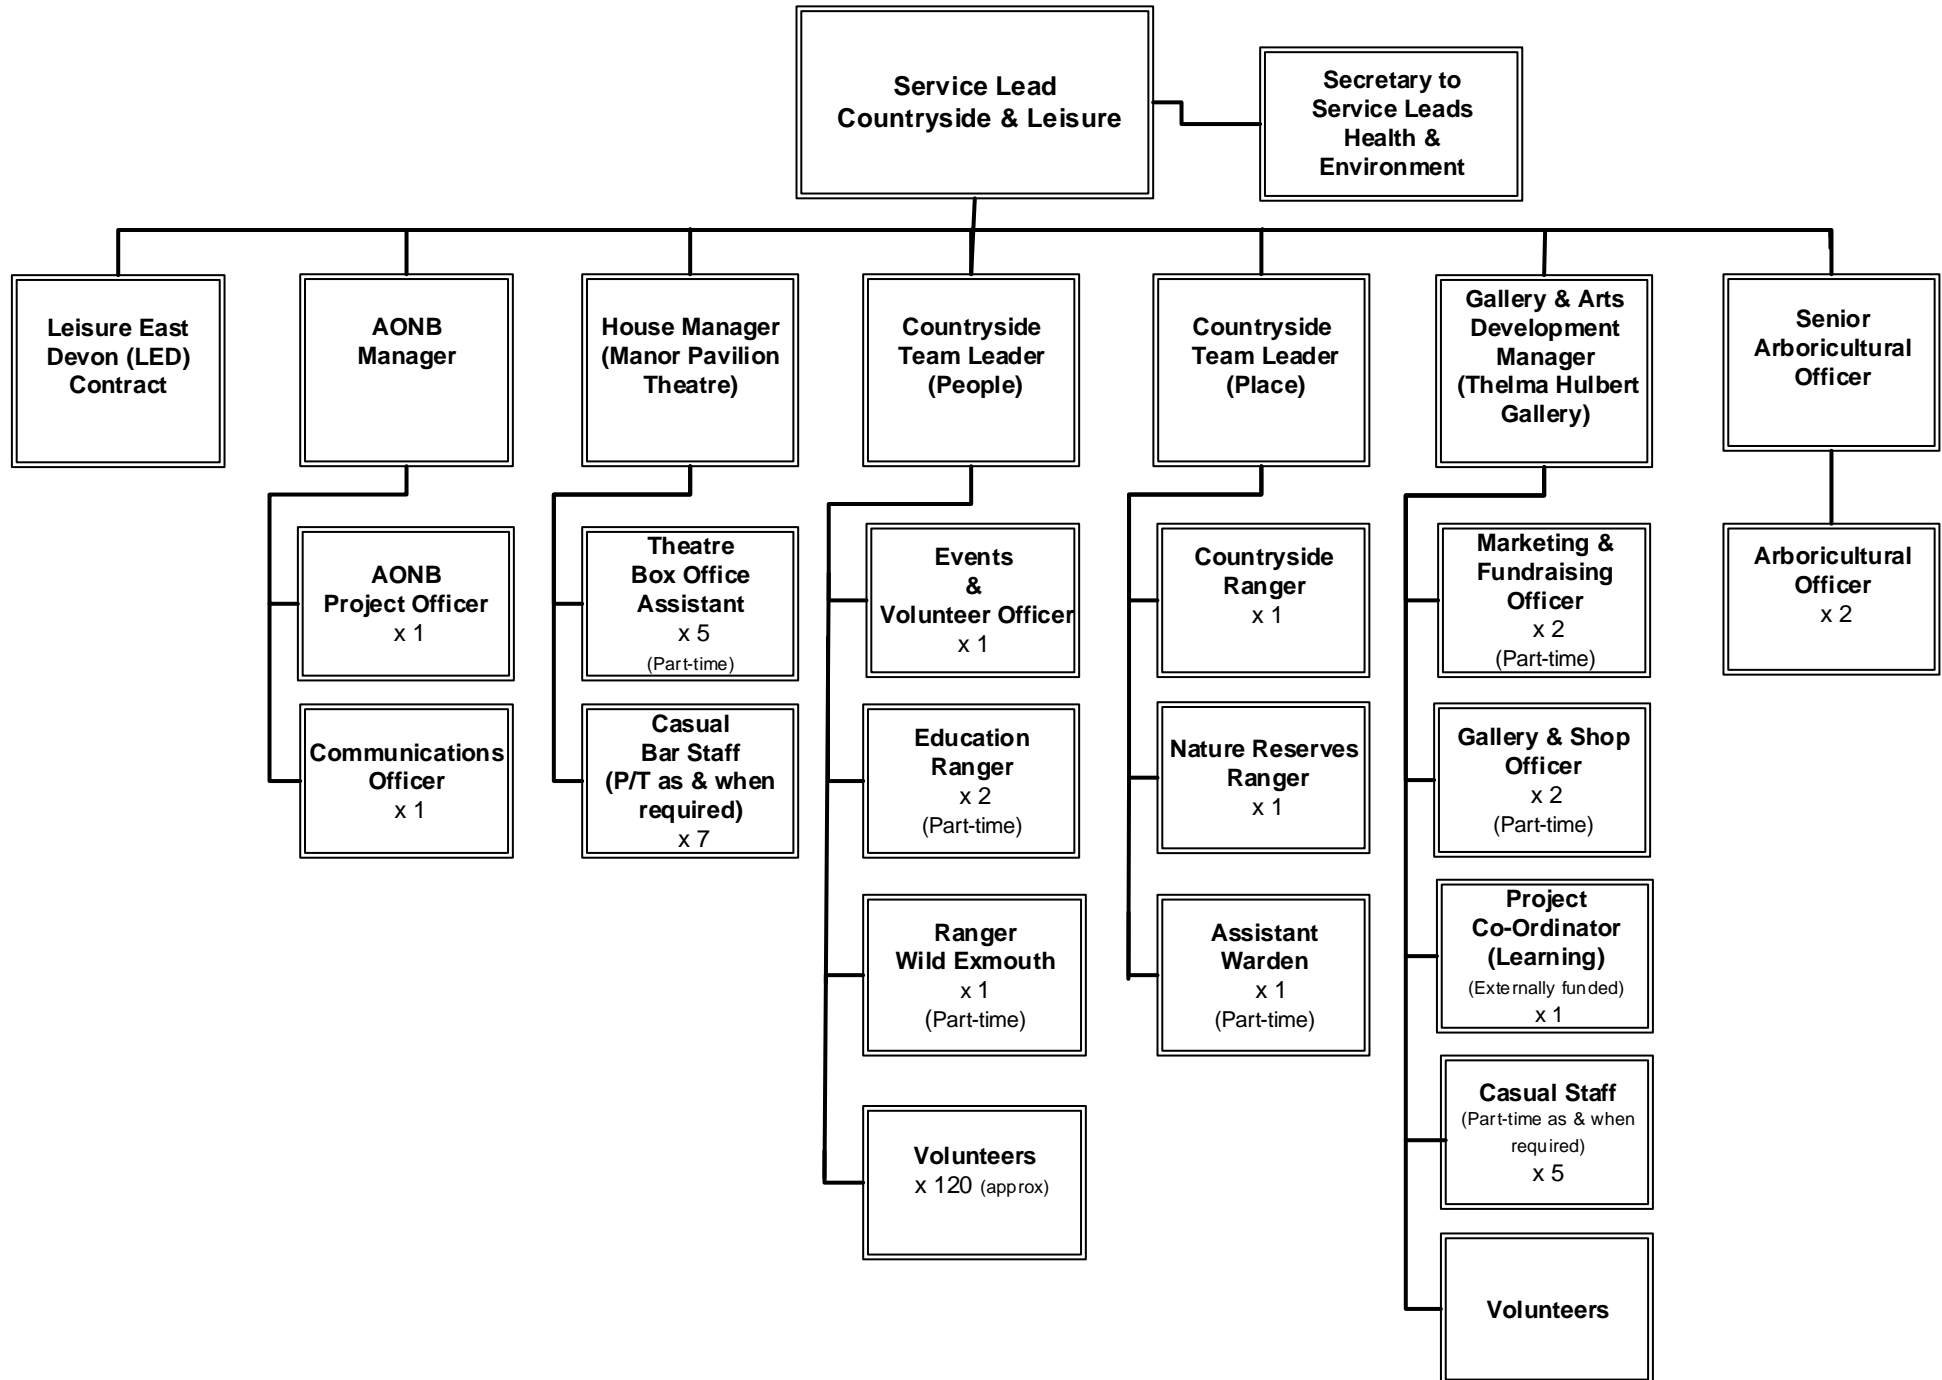 Service Lead
Countryside & Leisure
Secretary to
Service Leads
Health &
Environment
Leisure East
Devon (LED)
Contract
AONB
Manager
House Manager
(Manor Pavilion
Theatre)
Countryside
Team Leader
(People)
Countryside
Team Leader
(Place)
Gallery & Arts
Development
Manager
(Thelma Hulbert
Gallery)
Senior
Arboricultural
Officer
AONB
Project Officer
x 1
Communications
Officer
x 1
Theatre
Box Office
Assistant
x 5
(Part-time)
Casual
Bar Staff
(P/T as & when
required)
x 7
Events
&
Volunteer Officer
x 1
Education
Ranger
x 2
(Part-time)
Ranger
Wild Exmouth
x 1
(Part-time)
Volunteers
x 120 (approx)
Countryside
Ranger
x 1
Nature Reserves
Ranger
x 1
Assistant
Warden
x 1
(Part-time)
Marketing &
Fundraising
Officer
x 2
(Part-time)
Gallery & Shop
Officer
x 2
(Part-time)
Project
Co-Ordinator
(Learning)
(Externally funded)
x 1
Casual Staff
(Part-time as & when
required)
x 5
Volunteers
Arboricultural
Officer
x 2